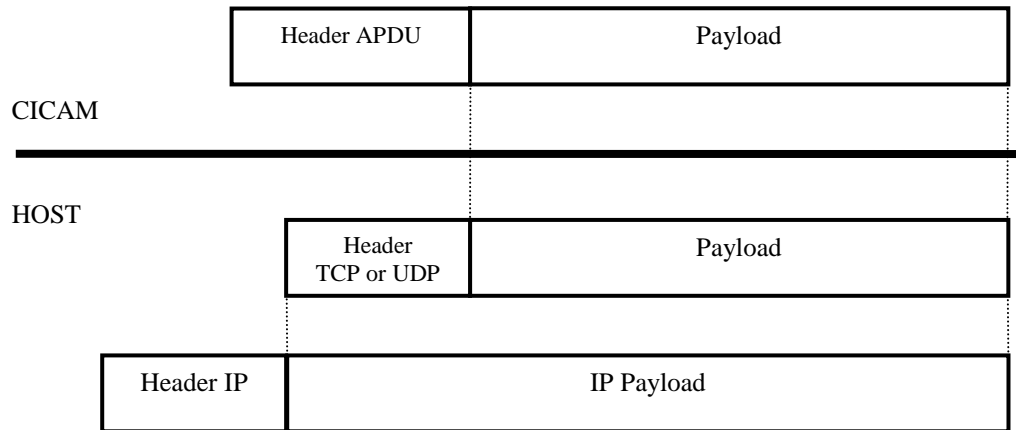 Header APDU
Payload
CICAM
HOST
Header
TCP or UDP
Payload
Header IP
IP Payload